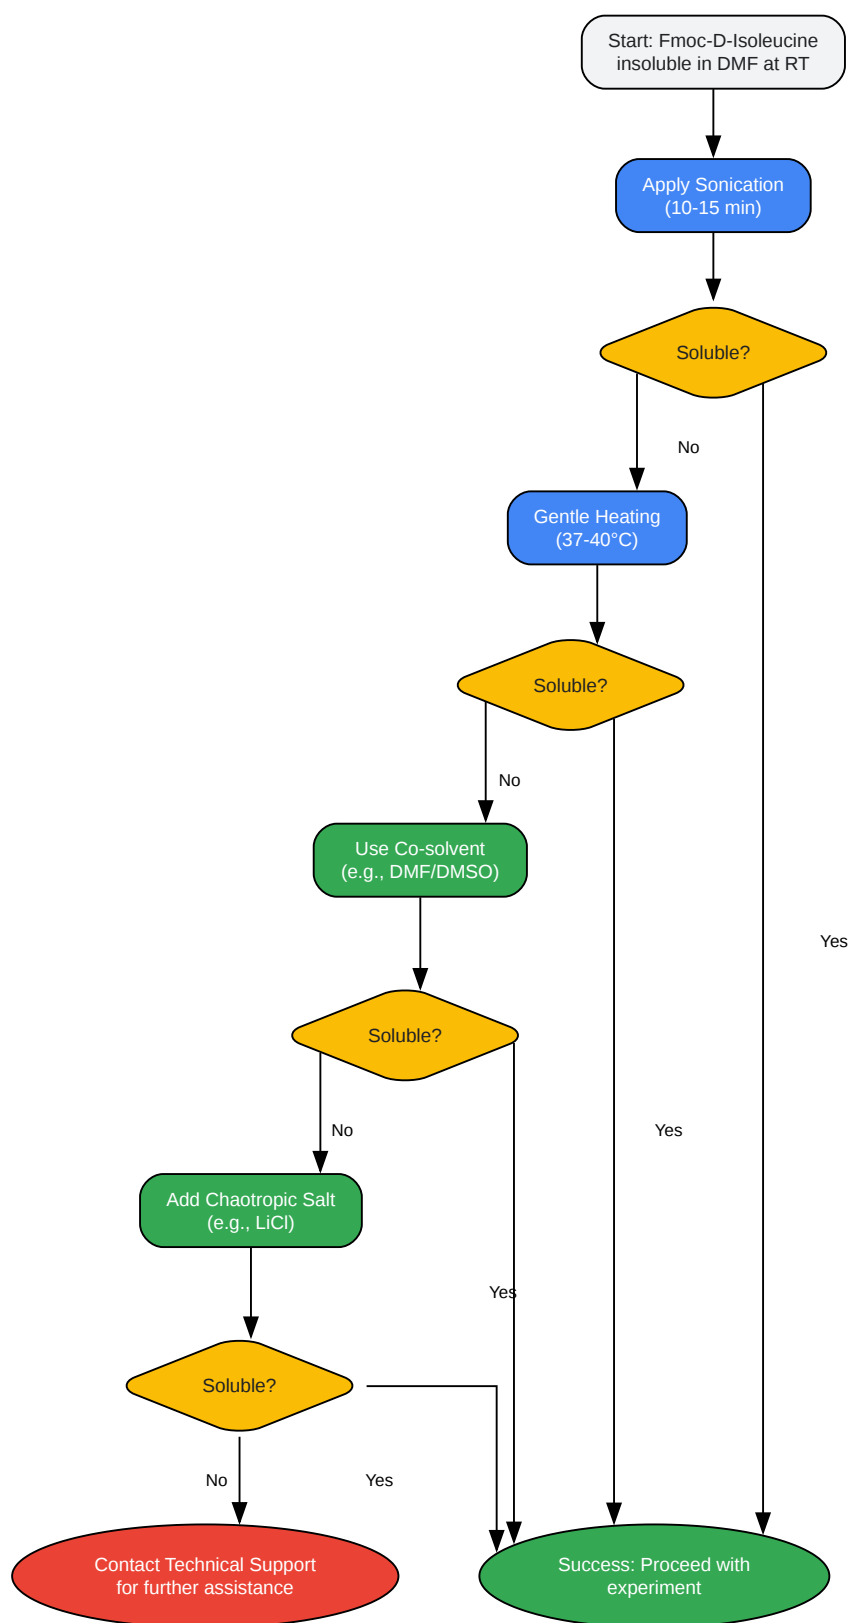 Start: Fmoc-D-Isoleucine
insoluble in DMF at RT
Apply Sonication
(10-15 min)
Soluble?
No
Gentle Heating
(37-40°C)
Soluble?
No
Use Co-solvent
(e.g., DMF/DMSO)
Yes
Soluble?
No
Yes
Add Chaotropic Salt
(e.g., LiCl)
Yes
Soluble?
No
Yes
Contact Technical Support
for further assistance
Success: Proceed with
experiment